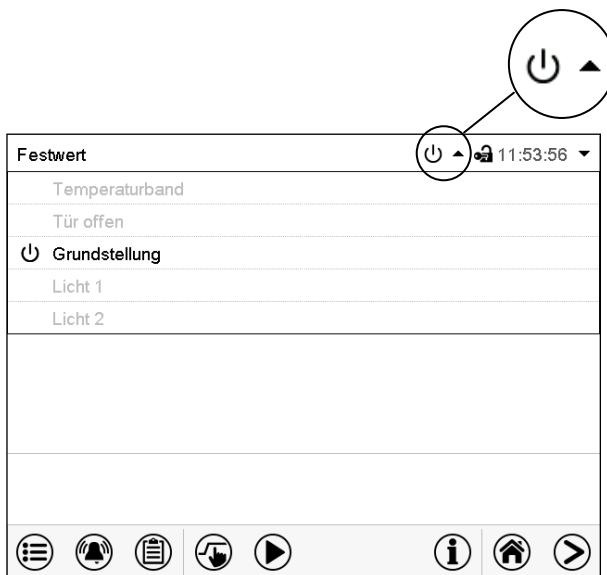 Festwert 11:53:56
Temperaturband
Tür offen
Grundstellung
Licht 1
Licht 2